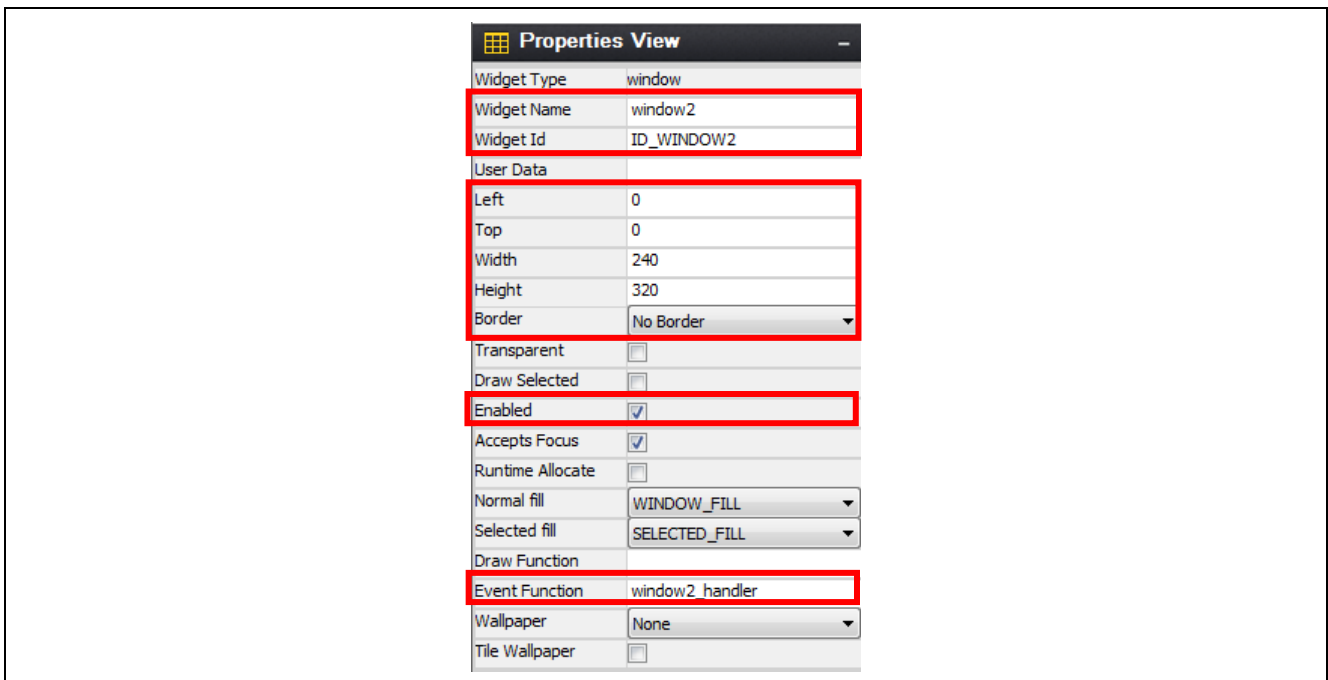 Properties View
Widget Type window
Widget Name window2
Widget Id ID_WINDOW2
User Data
Left 0
Top 0
Width 240
Height 320
Border No Border
Transparent
Draw Selected
Enabled
Accepts Focus
Runtime Allocate
Normal fill WINDOW_FILL
Selected fill SELECTED_FILL
Draw Function
Event Function window2_handler
Wallpaper None
Tile Wallpaper